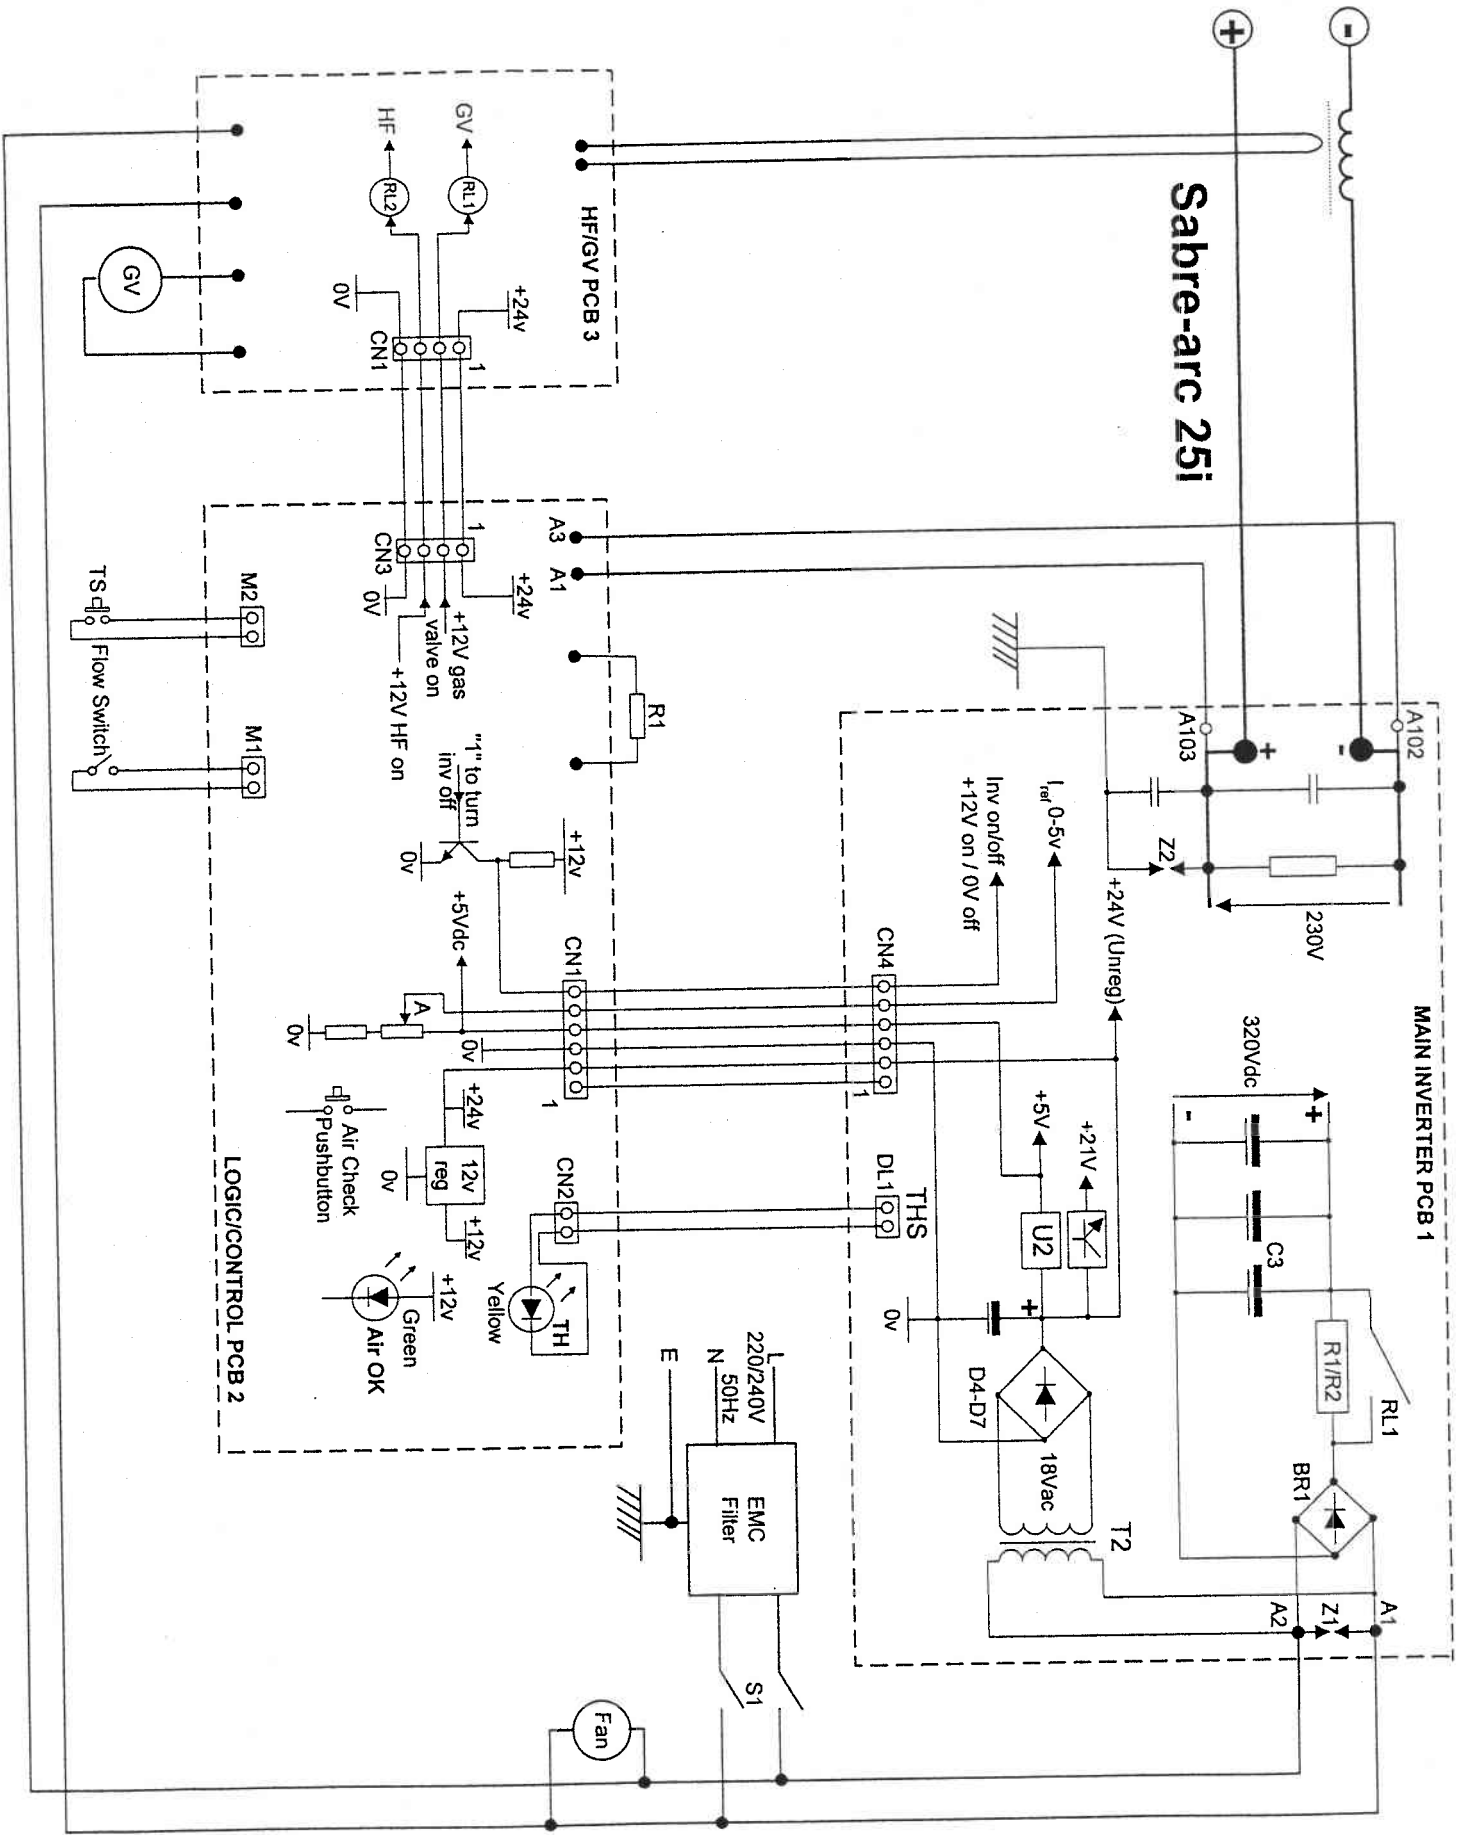 Sabre-arc 25i
-
+
HF/GV PCB 3
GV
HF
RL1
RL2
+24v
0V
CN1
1
GV
A3
A1
1
CN3
+24v
0V
+12V gas
valve on
+12V HF on
R1
M2
TS
Flow Switch
M1
"1" to turn
inv off
+12v
0v
+5Vdc
A
0v
0v
CN1
1
+24v
12v
reg
0v
+12v
Air Check
Pushbutton
CN2
TH
Yellow
+12v
Green
Air OK
LOGIC/CONTROL PCB 2
MAIN INVERTER PCB 1
A102
A103
-
+
Z2
230V
Iref 0-5v
Inv on/off
+12V on / 0V off
+24V (Unreg)
CN4
1
DL1
THS
320Vdc
+
-
C3
R1/R2
RL1
BR1
+5V
+21V
U2
+
0v
D4-D7
18Vac
T2
A1
Z1
A2
L
220/240V
N
50Hz
E
EMC
Filter
S1
Fan